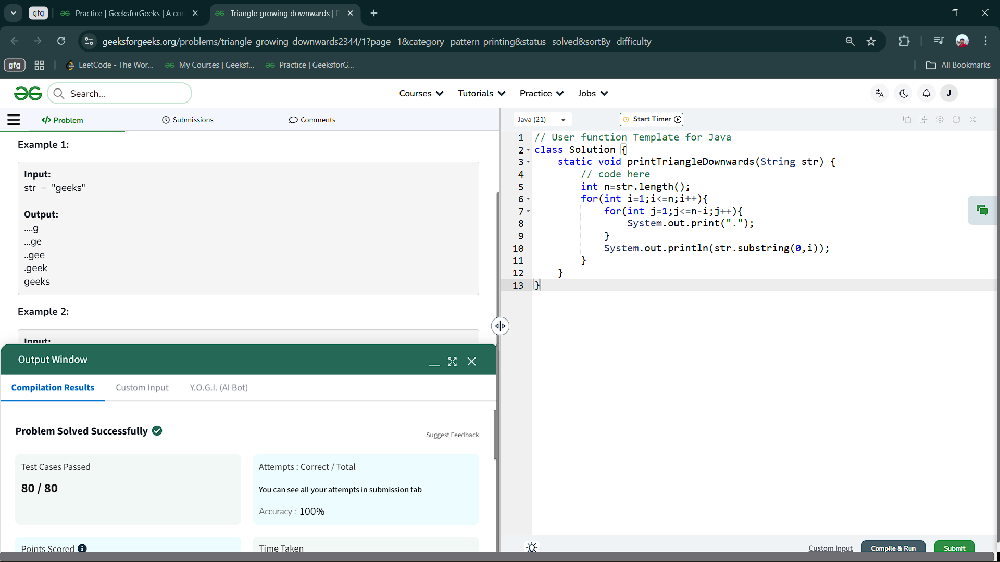 gfg
Practice | GeeksforGeeks | A co
Triangle growing downwards |
geeksforgeeks.org/problems/triangle-growing-downwards2344/1?page=1&category=pattern-printing&status=solved&sortBy=difficulty
gfg
LeetCode - The Wor...
My Courses | Geeksf...
Practice | GeeksforG...
All Bookmarks
Search...
Courses
Tutorials
Practice
Jobs
J
</> Problem
Submissions
Comments
Java (21)
Start Timer
Example 1:
Input:
str = "geeks"
Output:
....g
...ge
..gee
.geek
geeks
Example 2:
Input:
Output Window
Compilation Results
Custom Input
Y.O.G.I. (AI Bot)
Problem Solved Successfully
Suggest Feedback
Test Cases Passed
80 / 80
Attempts : Correct / Total
You can see all your attempts in submission tab
Accuracy : 100%
Points Scored
Time Taken
1 // User function Template for Java
2 class Solution {
3 static void printTriangleDownwards(String str) {
4 // code here
5 int n=str.length();
6 for(int i=1;i<=n;i++){
7 for(int j=1;j<=n-i;j++){
8 System.out.print(".");
9 }
10 System.out.println(str.substring(0,i));
11 }
12 }
13 }
Custom Input
Compile & Run
Submit